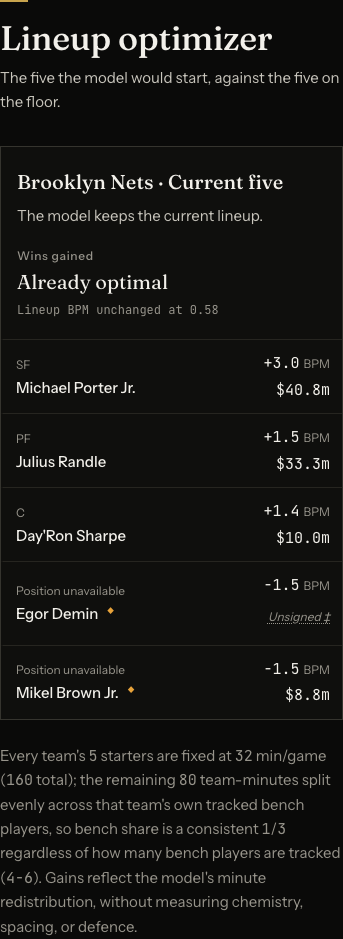 Lineup optimizer
The five the model would start, against the five on
the floor.
Brooklyn Nets · Current five
The model keeps the current lineup.
Wins gained
Already optimal
Lineup BPM unchanged at 0.58
SF
+3.0 BPM
Michael Porter Jr.
$40.8m
PF
+1.5 BPM
Julius Randle
$33.3m
C
+1.4 BPM
Day'Ron Sharpe
$10.0m
Position unavailable
-1.5 BPM
Egor Demin
Unsigned ‡
Position unavailable
-1.5 BPM
Mikel Brown Jr.
$8.8m
Every team's 5 starters are fixed at 32 min/game
(160 total); the remaining 80 team-minutes split
evenly across that team's own tracked bench
players, so bench share is a consistent 1/3
regardless of how many bench players are tracked
(4-6). Gains reflect the model's minute
redistribution, without measuring chemistry,
spacing, or defence.